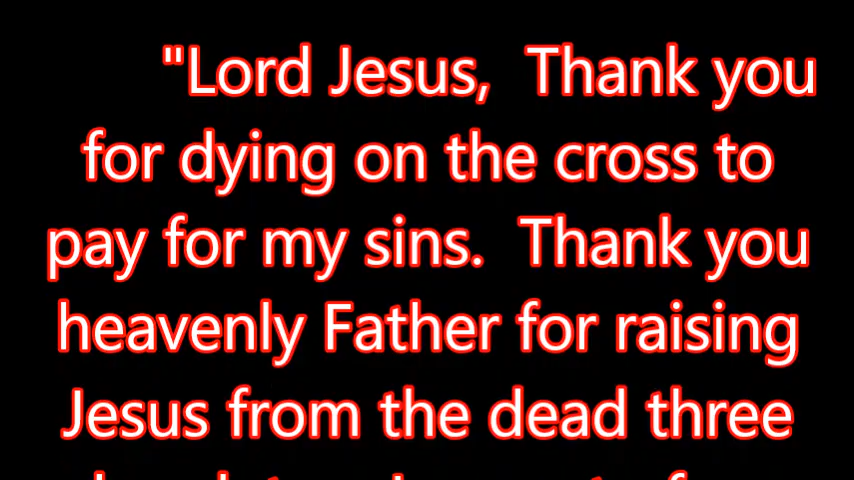 "Lord Jesus,  Thank you
for dying on the cross to
pay for my sins.  Thank you
heavenly Father for raising
Jesus from the dead three